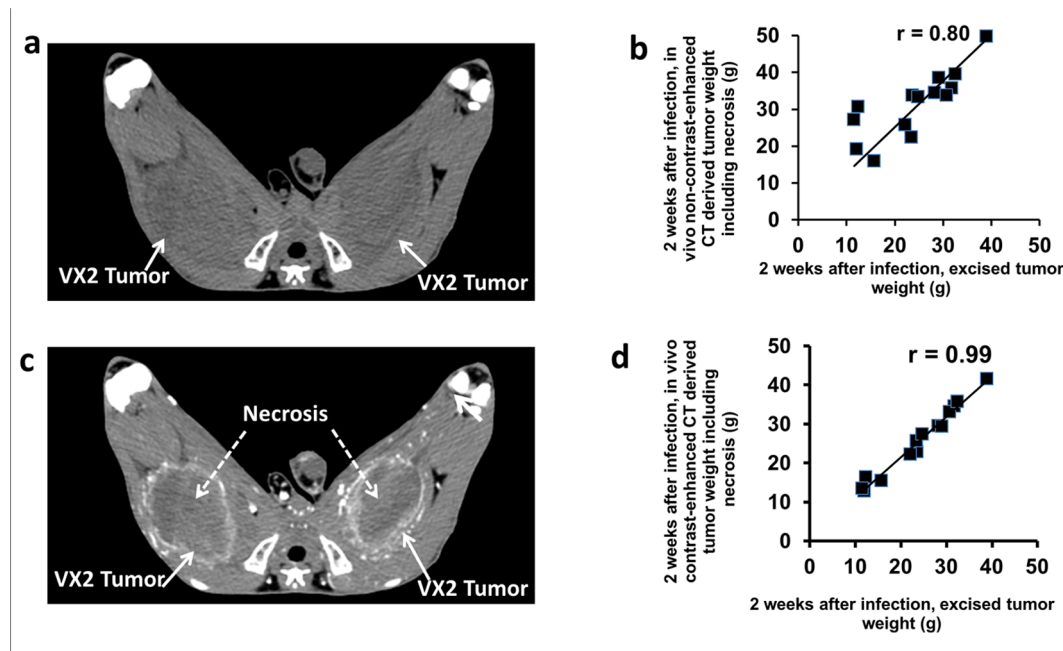 a
VX2 Tumor
VX2 Tumor
b
2 weeks after infection, in
vivo non-contrast-enhanced
CT derived tumor weight
including necrosis (g)
r = 0.80
50
40
30
20
10
0
0 10 20 30 40 50
2 weeks after infection, excised tumor
weight (g)
c
Necrosis
VX2 Tumor
VX2 Tumor
d
2 weeks after infection, in vivo
contrast-enhanced CT derived
tumor weight including
necrosis (g)
r = 0.99
50
40
30
20
10
0
0 10 20 30 40 50
2 weeks after infection, excised tumor
weight (g)